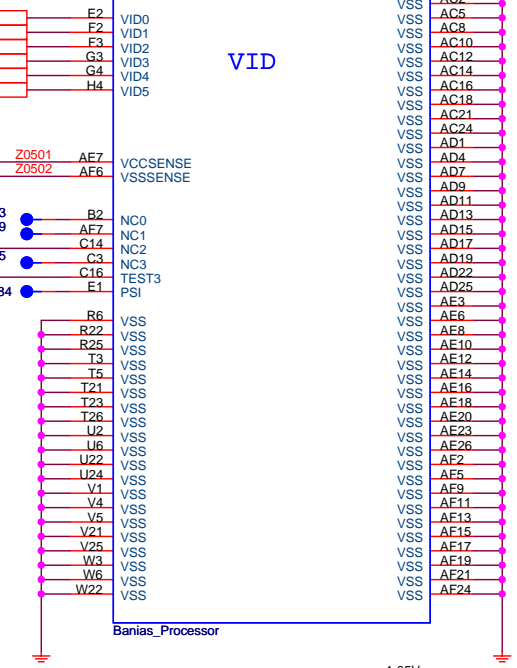 VSS AC2
E2 VID0 VSS AC5
F2 VID1 VSS AC8
F3 VID2 VSS AC10
G3 VID3 VID VSS AC12
G4 VID4 VSS AC14
H4 VID5 VSS AC16
VSS AC18
VSS AC21
VSS AC24
VSS AD1
Z0501 AE7 VCCSENSE VSS AD4
Z0502 AF6 VSSSENSE VSS AD7
VSS AD9
VSS AD11
3 B2 NC0 VSS AD13
9 AF7 NC1 VSS AD15
C14 NC2 VSS AD17
5 C3 NC3 VSS AD19
C16 TEST3 VSS AD22
34 E1 PSI VSS AD25
VSS AE3
R6 VSS VSS AE6
R22 VSS VSS AE8
R25 VSS VSS AE10
T3 VSS VSS AE12
T5 VSS VSS AE14
T21 VSS VSS AE16
T23 VSS VSS AE18
T26 VSS VSS AE20
U2 VSS VSS AE23
U6 VSS VSS AE26
U22 VSS VSS AF2
U24 VSS VSS AF5
V1 VSS VSS AF9
V4 VSS VSS AF11
V5 VSS VSS AF13
V21 VSS VSS AF15
V25 VSS VSS AF17
W3 VSS VSS AF19
W6 VSS VSS AF21
W22 VSS VSS AF24
Banias_Processor